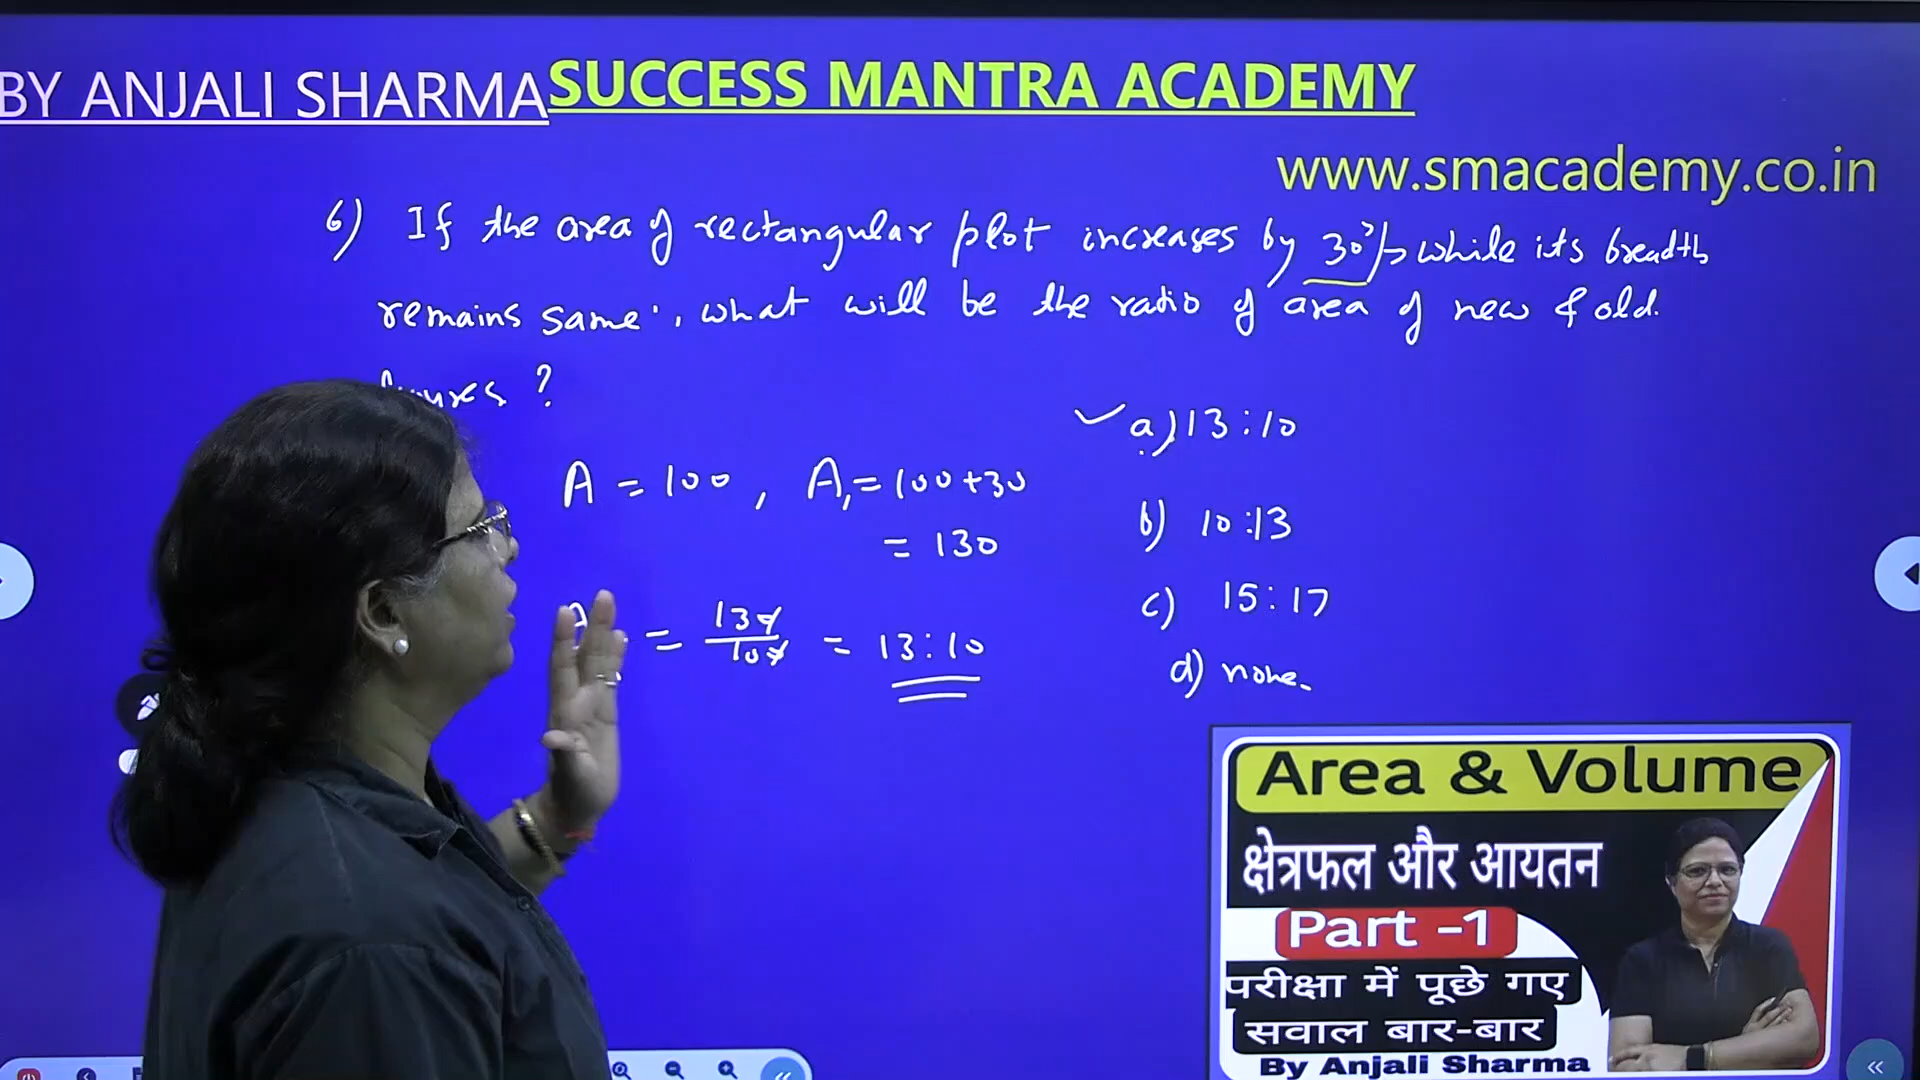 BY ANJALI SHARMA SUCCESS MANTRA ACADEMY
www.smacademy.co.in
6) If the area of rectangular plot increases by 30% while its breadth
remains same, what will be the ratio of area of new & old.
?
a) 13:10
A = 100, A₁ = 100+30
= 130
b) 10:13
c) 15:17
= 130/100 = 13:10
d) none.
Area & Volume
क्षेत्रफल और आयतन
Part -1
परीक्षा में पूछे गए
सवाल बार-बार
By Anjali Sharma